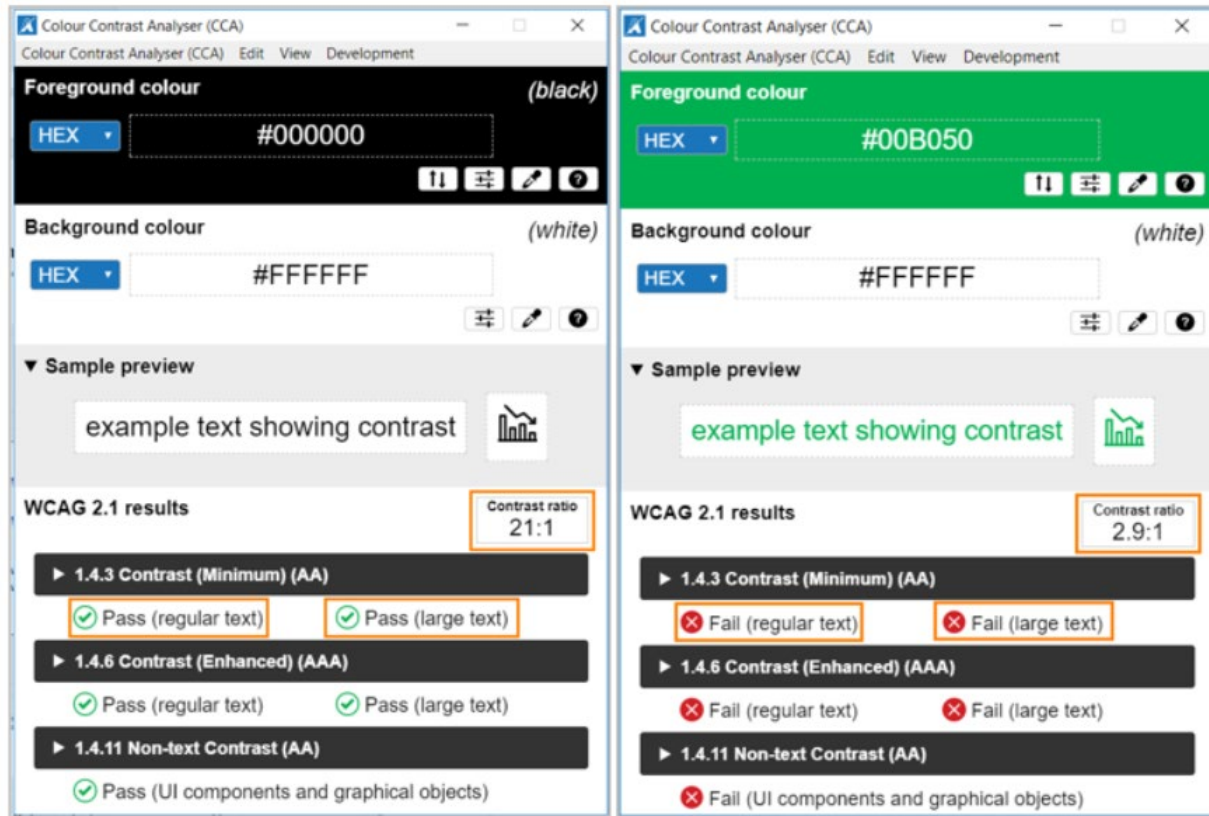 Colour Contrast Analyser (CCA)
Colour Contrast Analyser (CCA) Edit View Development
Foreground colour (black)
HEX #000000
Background colour (white)
HEX #FFFFFF
▼ Sample preview
example text showing contrast
WCAG 2.1 results
Contrast ratio
21:1
▶ 1.4.3 Contrast (Minimum) (AA)
Pass (regular text) Pass (large text)
▶ 1.4.6 Contrast (Enhanced) (AAA)
Pass (regular text) Pass (large text)
▶ 1.4.11 Non-text Contrast (AA)
Pass (UI components and graphical objects)
Colour Contrast Analyser (CCA)
Colour Contrast Analyser (CCA) Edit View Development
Foreground colour
HEX #00B050
Background colour (white)
HEX #FFFFFF
▼ Sample preview
example text showing contrast
WCAG 2.1 results
Contrast ratio
2.9:1
▶ 1.4.3 Contrast (Minimum) (AA)
Fail (regular text) Fail (large text)
▶ 1.4.6 Contrast (Enhanced) (AAA)
Fail (regular text) Fail (large text)
▶ 1.4.11 Non-text Contrast (AA)
Fail (UI components and graphical objects)